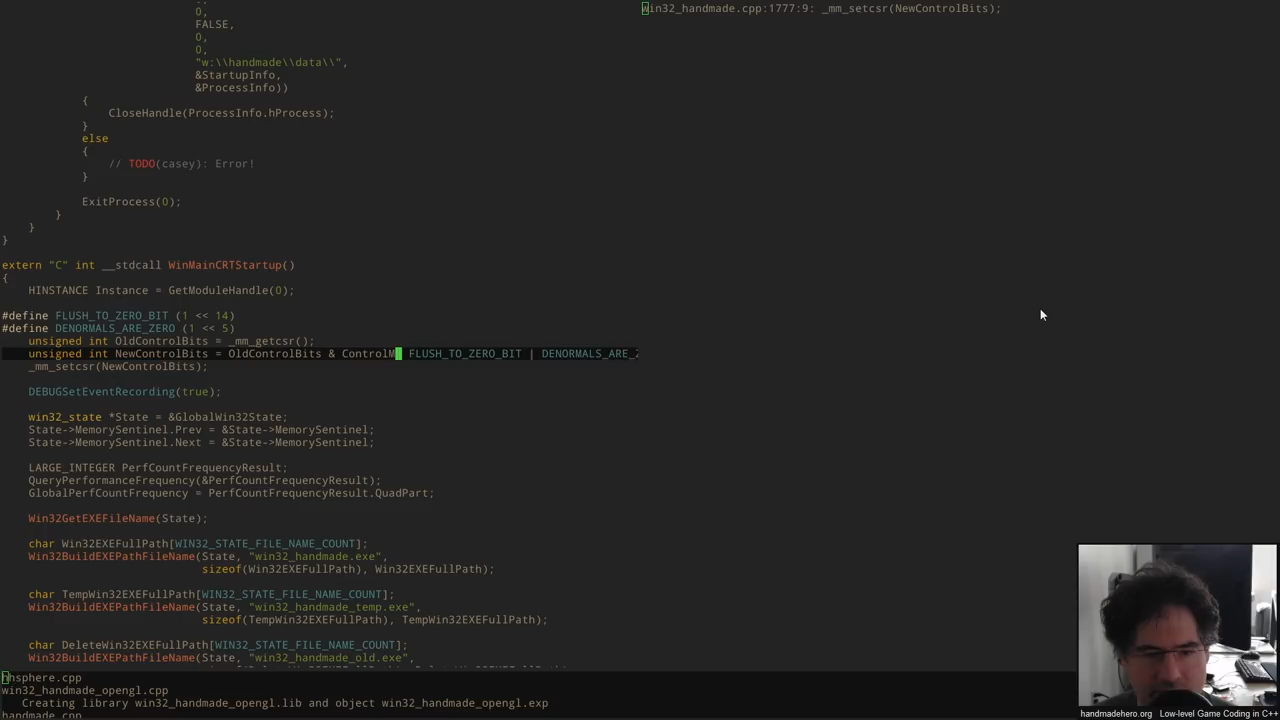 0,
0,
FALSE,
0,
0,
"w:\\handmade\\data\\",
&StartupInfo,
&ProcessInfo))
{
CloseHandle(ProcessInfo.hProcess);
}
else
{
// TODO(casey): Error!
}
ExitProcess(0);
}
}
}
extern "C" int __stdcall WinMainCRTStartup()
{
HINSTANCE Instance = GetModuleHandle(0);
#define FLUSH_TO_ZERO_BIT (1 << 14)
#define DENORMALS_ARE_ZERO (1 << 5)
unsigned int OldControlBits = _mm_getcsr();
unsigned int NewControlBits = OldControlBits & ControlM FLUSH_TO_ZERO_BIT | DENORMALS_ARE_Z
_mm_setcsr(NewControlBits);
DEBUGSetEventRecording(true);
win32_state *State = &GlobalWin32State;
State->MemorySentinel.Prev = &State->MemorySentinel;
State->MemorySentinel.Next = &State->MemorySentinel;
LARGE_INTEGER PerfCountFrequencyResult;
QueryPerformanceFrequency(&PerfCountFrequencyResult);
GlobalPerfCountFrequency = PerfCountFrequencyResult.QuadPart;
Win32GetEXEFileName(State);
char Win32EXEFullPath[WIN32_STATE_FILE_NAME_COUNT];
Win32BuildEXEPathFileName(State, "win32_handmade.exe",
sizeof(Win32EXEFullPath), Win32EXEFullPath);
char TempWin32EXEFullPath[WIN32_STATE_FILE_NAME_COUNT];
Win32BuildEXEPathFileName(State, "win32_handmade_temp.exe",
sizeof(TempWin32EXEFullPath), TempWin32EXEFullPath);
char DeleteWin32EXEFullPath[WIN32_STATE_FILE_NAME_COUNT];
Win32BuildEXEPathFileName(State, "win32_handmade_old.exe",
win32_handmade.cpp:1777:9: _mm_setcsr(NewControlBits);
hhsphere.cpp
win32_handmade_opengl.cpp
Creating library win32_handmade_opengl.lib and object win32_handmade_opengl.exp
handmade.cpp
handmadehero.org Low-level Game Coding in C++